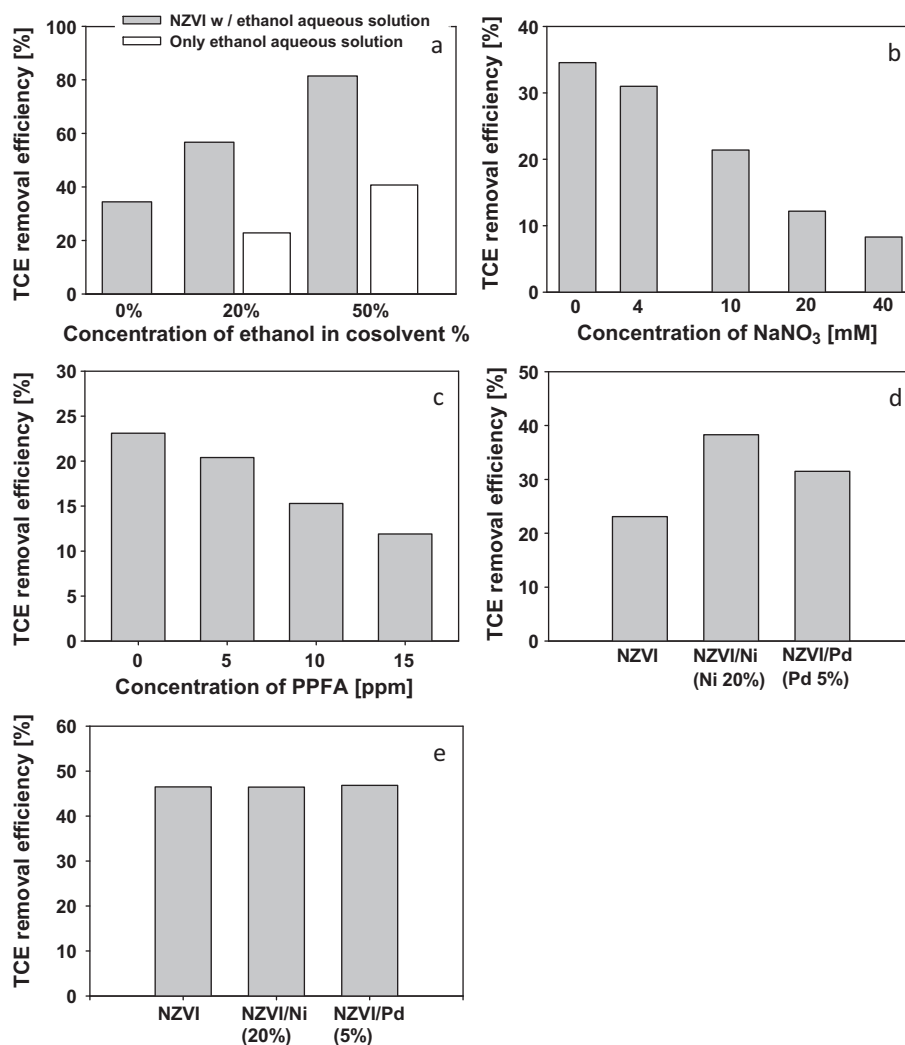 NZVI w / ethanol aqueous solution
Only ethanol aqueous solution
a
TCE removal efficiency [%]
100
80
60
40
20
0
0% 20% 50%
Concentration of ethanol in cosolvent %
b
TCE removal efficiency [%]
40
30
20
10
0
0 4 10 20 40
Concentration of NaNO₃ [mM]
c
TCE removal efficiency [%]
30
25
20
15
10
5
0
0 5 10 15
Concentration of PPFA [ppm]
d
TCE removal efficiency [%]
50
40
30
20
10
0
NZVI NZVI/Ni NZVI/Pd
(Ni 20%) (Pd 5%)
e
TCE removal efficiency [%]
60
50
40
30
20
10
0
NZVI NZVI/Ni NZVI/Pd
(20%) (5%)